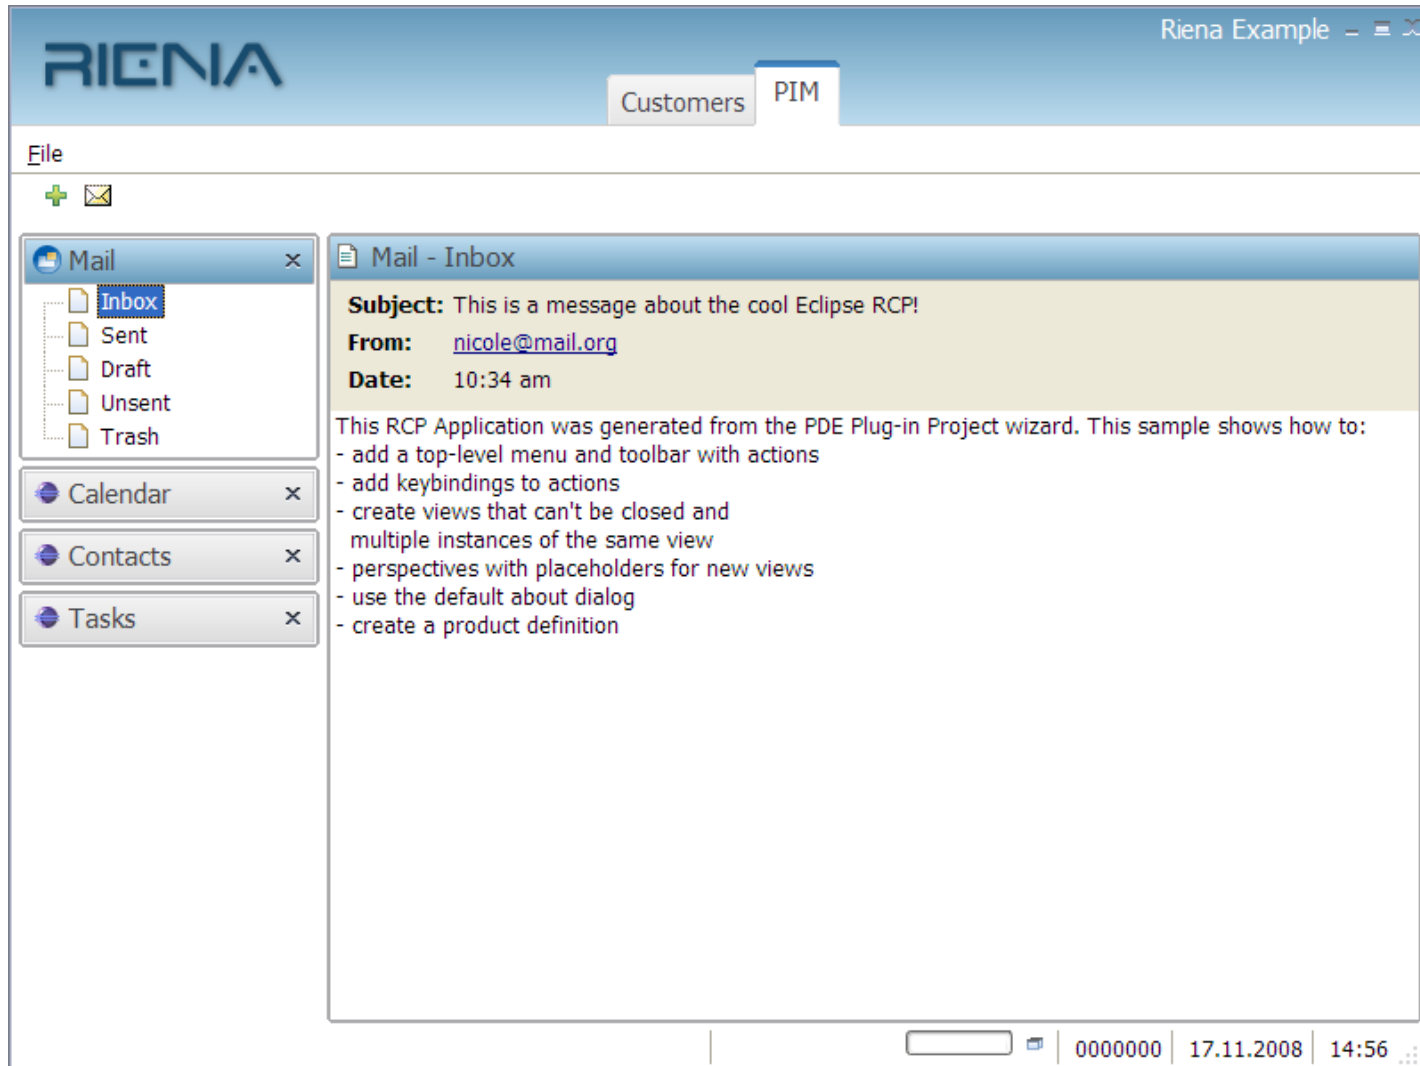 Riena Example
RIENA
Customers
PIM
File
Mail
Inbox
Sent
Draft
Unsent
Trash
Calendar
Contacts
Tasks
Mail - Inbox
Subject: This is a message about the cool Eclipse RCP!
From: nicole@mail.org
Date: 10:34 am
This RCP Application was generated from the PDE Plug-in Project wizard. This sample shows how to:
- add a top-level menu and toolbar with actions
- add keybindings to actions
- create views that can't be closed and
multiple instances of the same view
- perspectives with placeholders for new views
- use the default about dialog
- create a product definition
0000000 17.11.2008 14:56